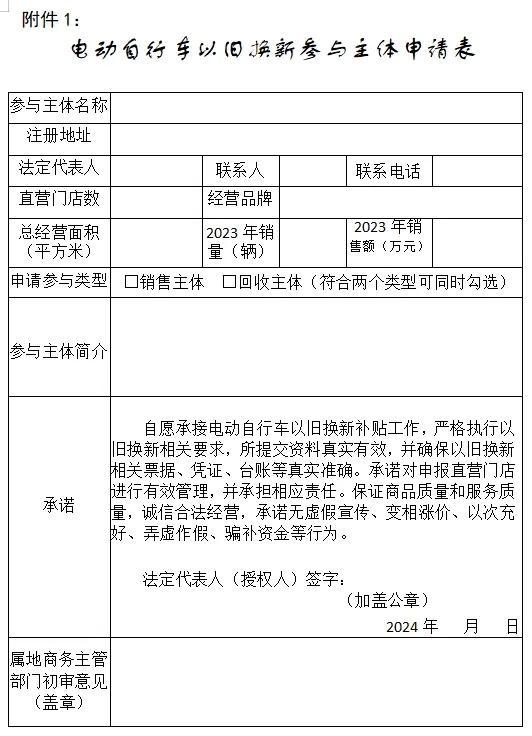 附件1：
电动自行车以旧换新参与主体申请表
参与主体名称
注册地址
法定代表人 联系人 联系电话
直营门店数 经营品牌
总经营面积（平方米） 2023年销量（辆） 2023年销售额（万元）
申请参与类型 □销售主体 □回收主体（符合两个类型可同时勾选）
参与主体简介
承诺
自愿承接电动自行车以旧换新补贴工作，严格执行以
旧换新相关要求，所提交资料真实有效，并确保以旧换新
相关票据、凭证、台账等真实准确。承诺对申报直营门店
进行有效管理，并承担相应责任。保证商品质量和服务质
量，诚信合法经营，承诺无虚假宣传、变相涨价、以次充
好、弄虚作假、骗补资金等行为。
法定代表人（授权人）签字：
（加盖公章）
2024年 月 日
属地商务主管
部门初审意见
（盖章）